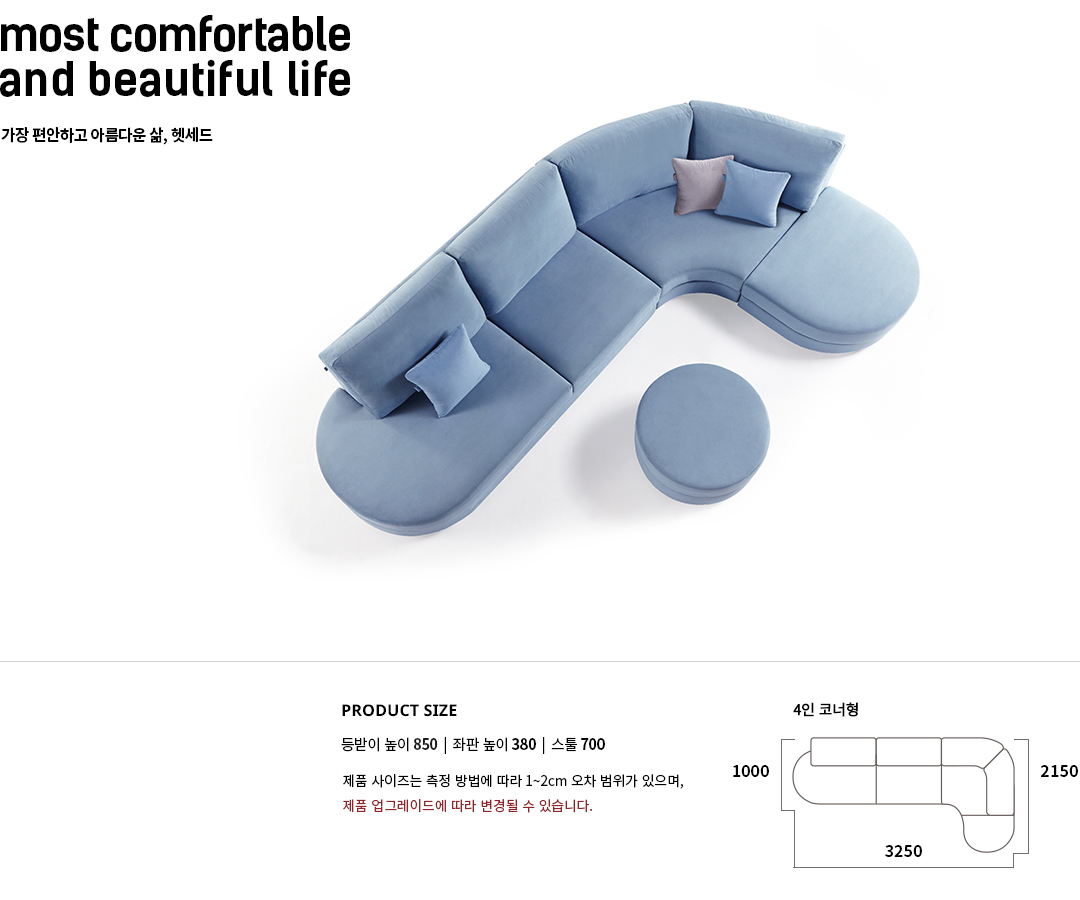 most comfortable
and beautiful life
가장 편안하고 아름다운 삶, 헷세드
PRODUCT SIZE
등받이 높이 850 | 좌판 높이 380 | 스툴 700
제품 사이즈는 측정 방법에 따라 1~2cm 오차 범위가 있으며,
제품 업그레이드에 따라 변경될 수 있습니다.
4인 코너형
1000
2150
3250